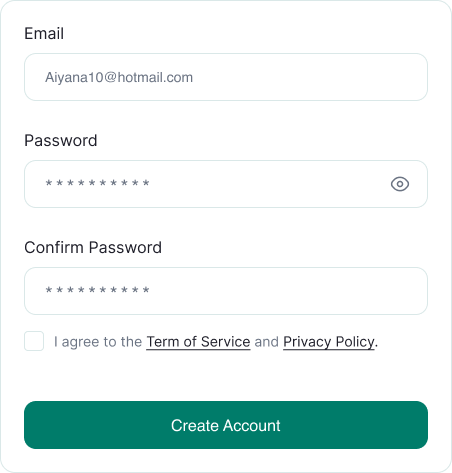 Email
Aiyana10@hotmail.com
Password
* * * * * * * * * *
Confirm Password
* * * * * * * * * *
I agree to the Term of Service and Privacy Policy.
Create Account